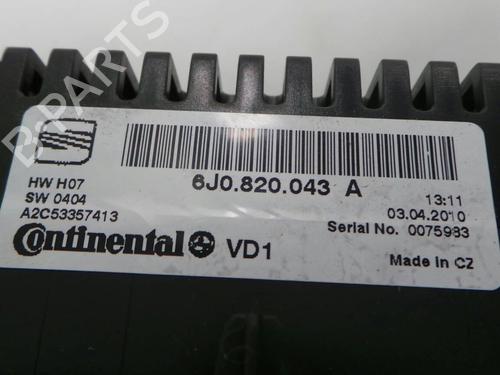 B-PARTS
6J0.820.043 A
HW H07
SW 0404
A2C53357413
13:11
03.04.2010
Serial No. 0075983
Continental VD1
Made in CZ